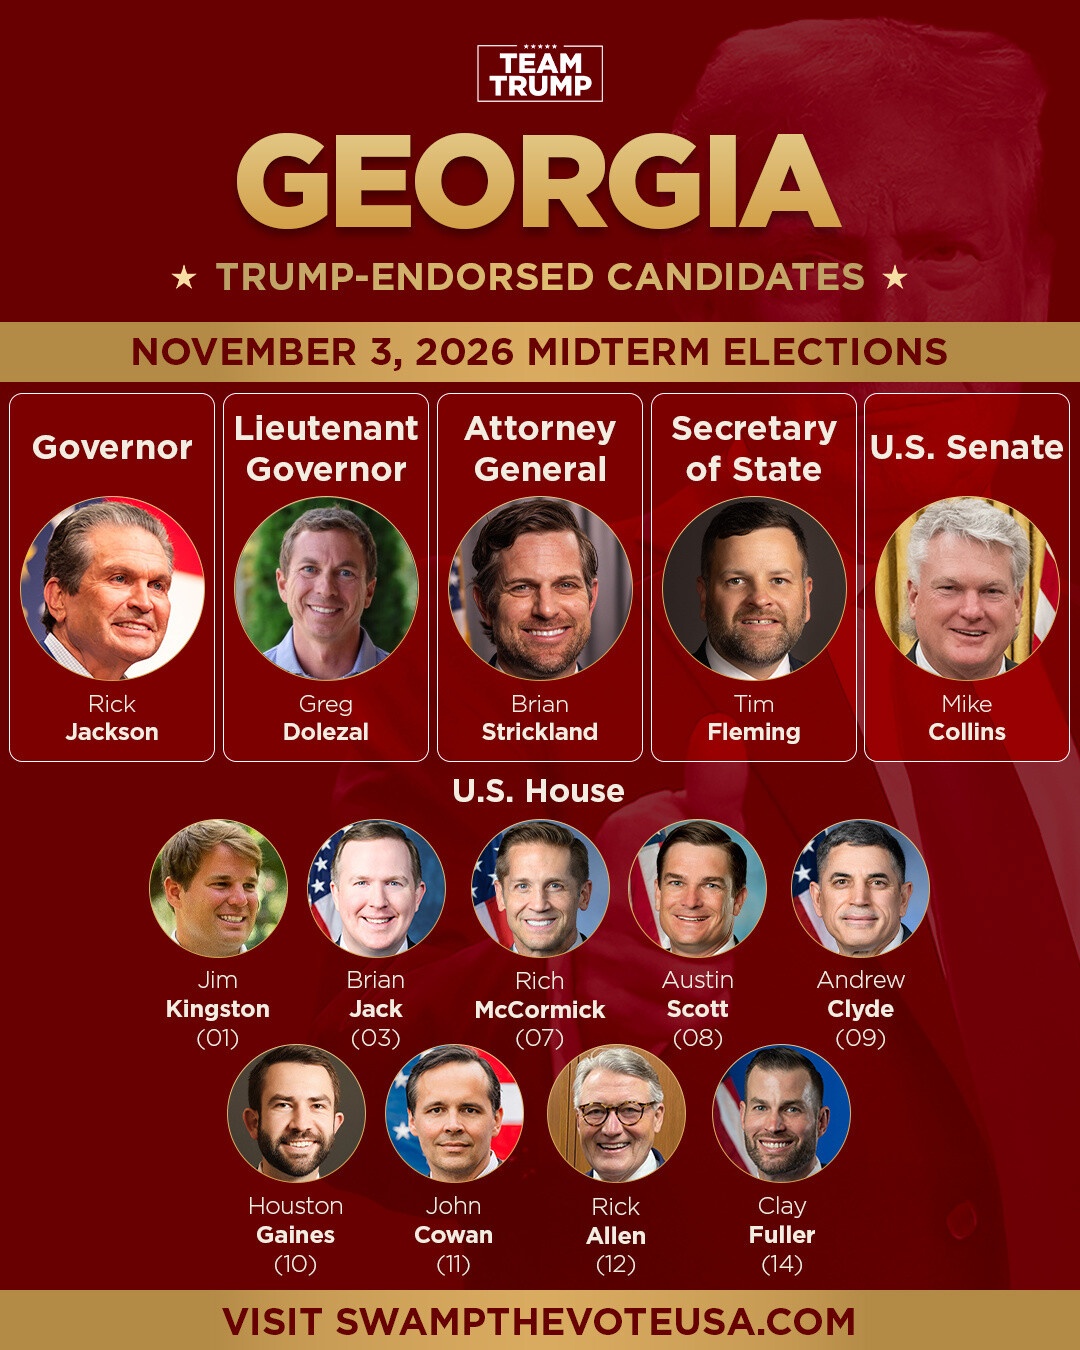 ★★★★★
TEAM
TRUMP
GEORGIA
★ TRUMP-ENDORSED CANDIDATES ★
NOVEMBER 3, 2026 MIDTERM ELECTIONS
Governor
Rick
Jackson
Lieutenant
Governor
Greg
Dolezal
Attorney
General
Brian
Strickland
Secretary
of State
Tim
Fleming
U.S. Senate
Mike
Collins
U.S. House
Jim
Kingston
(01)
Brian
Jack
(03)
Rich
McCormick
(07)
Austin
Scott
(08)
Andrew
Clyde
(09)
Houston
Gaines
(10)
John
Cowan
(11)
Rick
Allen
(12)
Clay
Fuller
(14)
VISIT SWAMPTHEVOTEUSA.COM